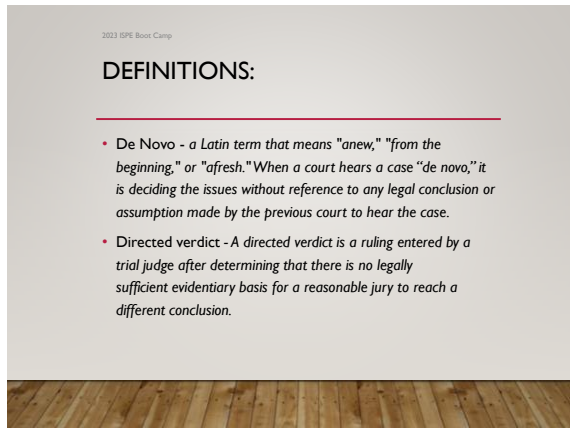 2023 ISPE Boot Camp
DEFINITIONS:
• De Novo - a Latin term that means "anew," "from the
beginning," or "afresh." When a court hears a case “de novo,” it
is deciding the issues without reference to any legal conclusion or
assumption made by the previous court to hear the case.
• Directed verdict - A directed verdict is a ruling entered by a
trial judge after determining that there is no legally
sufficient evidentiary basis for a reasonable jury to reach a
different conclusion.